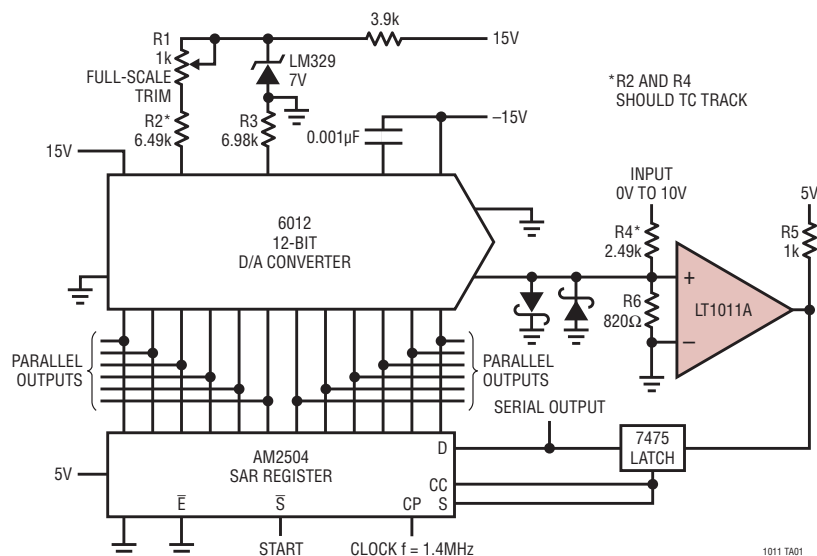 3.9k
15V
R1
1k
FULL-SCALE
TRIM
LM329
7V
*R2 AND R4
SHOULD TC TRACK
R2*
6.49k
R3
6.98k
0.001µF
–15V
15V
INPUT
0V TO 10V
5V
6012
12-BIT
D/A CONVERTER
R4*
2.49k
R5
1k
+
LT1011A
R6
820Ω
–
PARALLEL
OUTPUTS
PARALLEL
OUTPUTS
SERIAL OUTPUT
7475
LATCH
AM2504
SAR REGISTER
D
5V
CC
E̅
S̅
CP
S
START
CLOCK f = 1.4MHz
1011 TA01